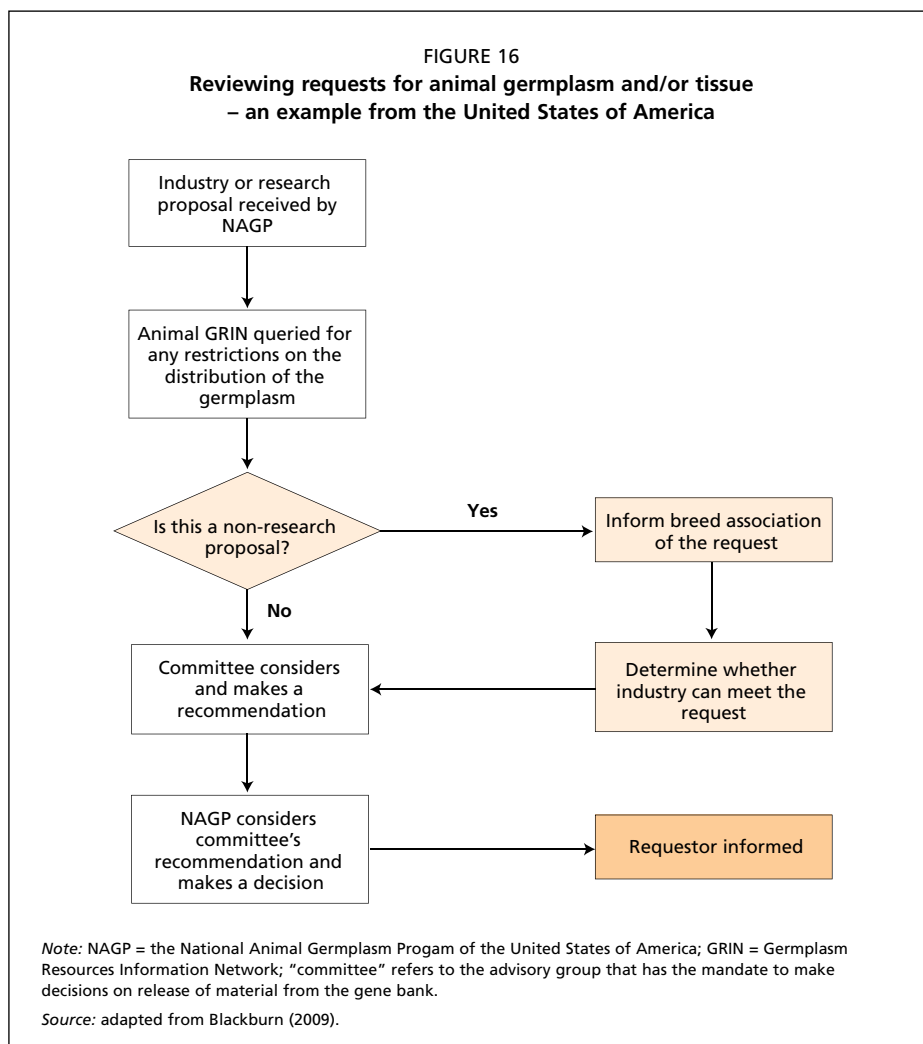 FIGURE 16
Reviewing requests for animal germplasm and/or tissue
– an example from the United States of America
Industry or research
proposal received by
NAGP
Animal GRIN queried for
any restrictions on the
distribution of the
germplasm
Is this a non-research
proposal?
Yes
Inform breed association
of the request
No
Committee considers
and makes a
recommendation
Determine whether
industry can meet the
request
NAGP considers
committee's
recommendation and
makes a decision
Requestor informed
Note: NAGP = the National Animal Germplasm Progam of the United States of America; GRIN = Germplasm
Resources Information Network; "committee" refers to the advisory group that has the mandate to make
decisions on release of material from the gene bank.
Source: adapted from Blackburn (2009).